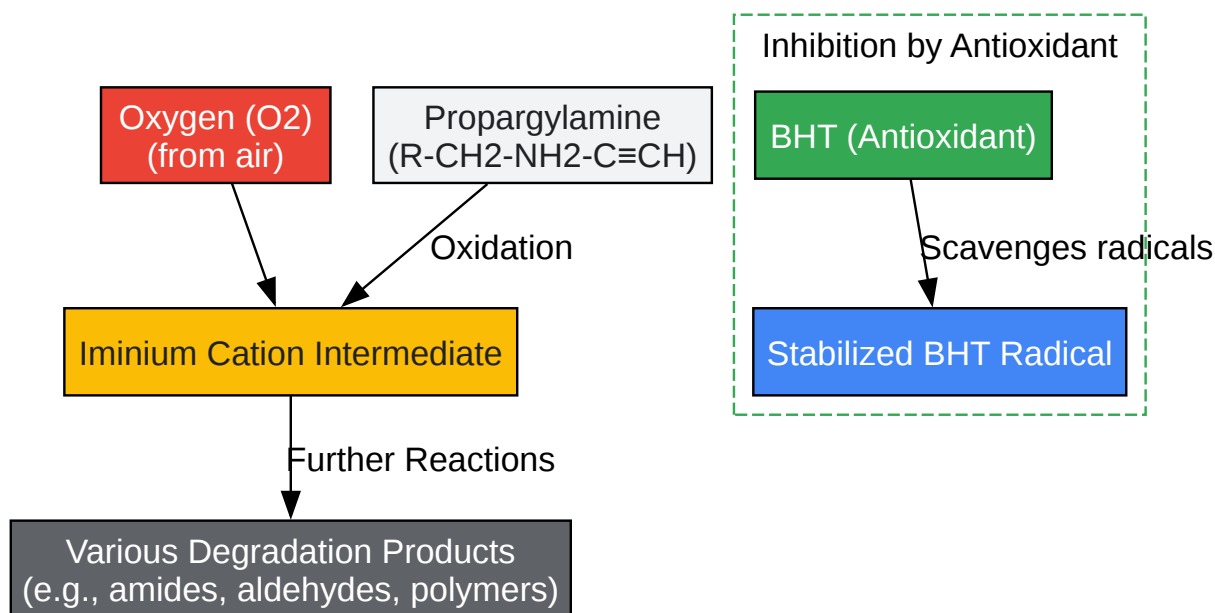 Inhibition by Antioxidant
Oxygen (O2)
(from air)
Propargylamine
(R-CH2-NH2-C≡CH)
BHT (Antioxidant)
Oxidation
Scavenges radicals
Iminium Cation Intermediate
Stabilized BHT Radical
Further Reactions
Various Degradation Products
(e.g., amides, aldehydes, polymers)